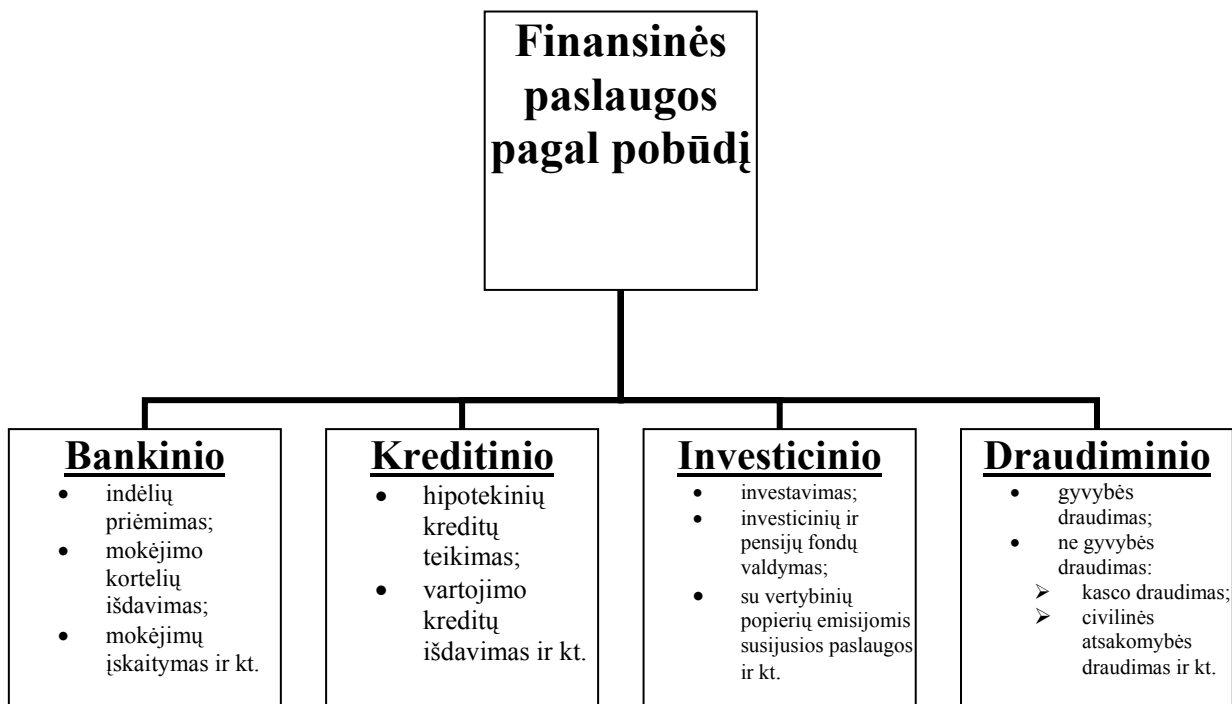 Finansinės
paslaugos
pagal pobūdį
Bankinio
• indėlių
priėmimas;
• mokėjimo
kortelių
išdavimas;
• mokėjimų
įskaitymas ir kt.
Kreditinio
• hipotekinių
kreditų
teikimas;
• vartojimo
kreditų
išdavimas ir kt.
Investicinio
• investavimas;
• investicinių ir
pensijų fondų
valdymas;
• su vertybinių
popierių emisijomis
susijusios paslaugos
ir kt.
Draudiminio
• gyvybės
draudimas;
• ne gyvybės
draudimas:
➢ kasco draudimas;
➢ civilinės
atsakomybės
draudimas ir kt.